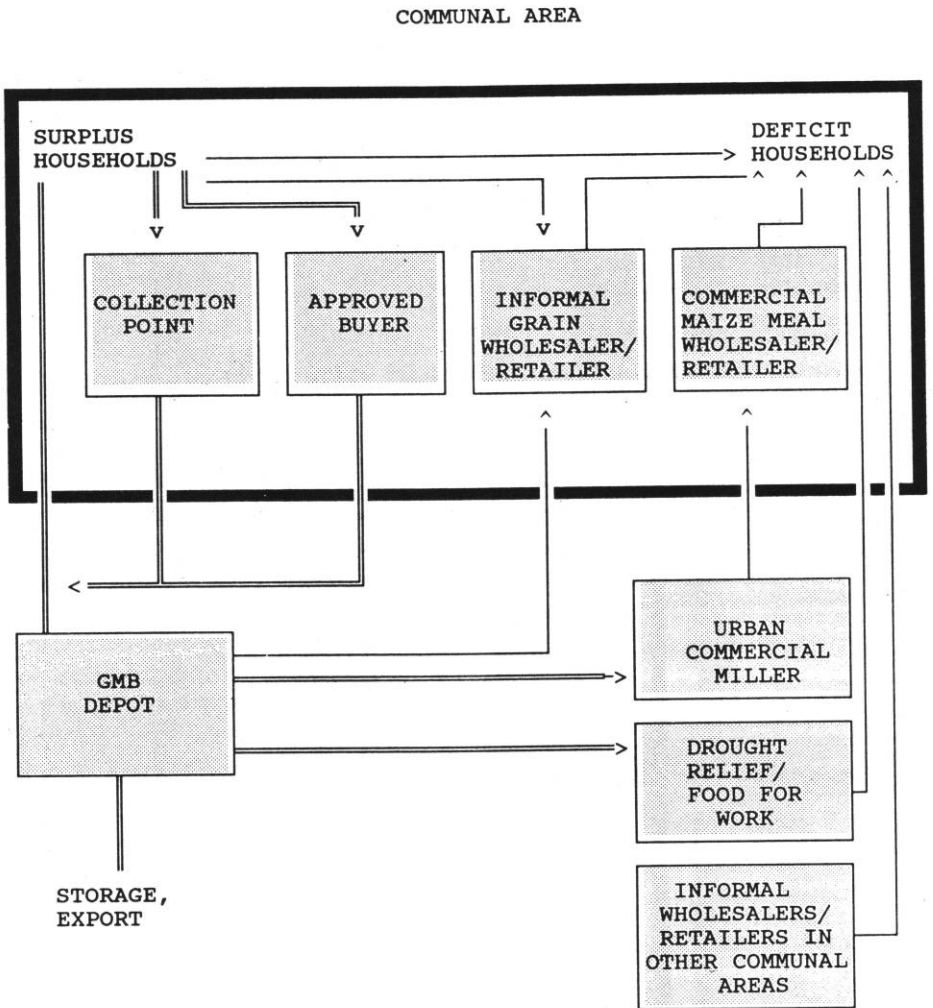 COMMUNAL AREA
SURPLUS
HOUSEHOLDS
DEFICIT
HOUSEHOLDS
COLLECTION
POINT
APPROVED
BUYER
INFORMAL
GRAIN
WHOLESALER/
RETAILER
COMMERCIAL
MAIZE MEAL
WHOLESALER/
RETAILER
GMB
DEPOT
URBAN
COMMERCIAL
MILLER
DROUGHT
RELIEF/
FOOD FOR
WORK
STORAGE,
EXPORT
INFORMAL
WHOLESALERS/
RETAILERS IN
OTHER COMMUNAL
AREAS